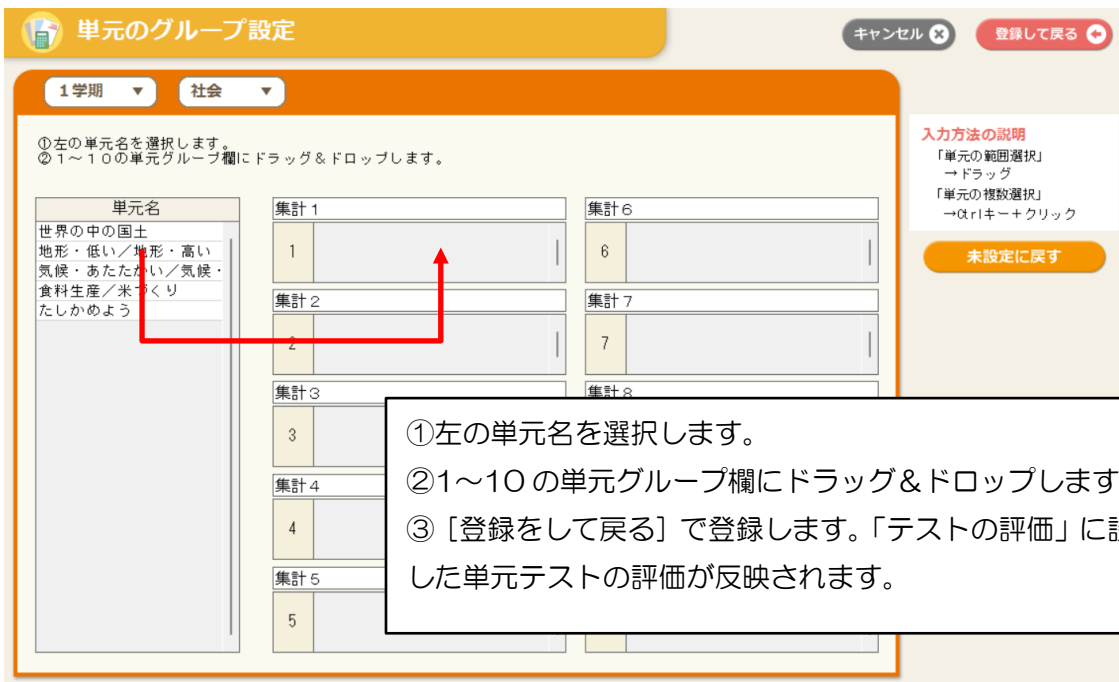 単元のグループ設定
キャンセル
登録して戻る
1学期 ▼
社会 ▼
①左の単元名を選択します。
②1～10の単元グループ欄にドラッグ＆ドロップします。
入力方法の説明
「単元の範囲選択」
→ドラッグ
「単元の複数選択」
→Ctrlキー＋クリック
未設定に戻す
単元名
世界の中の国土
地形・低い／地形・高い
気候・あたたかい／気候・
食料生産／米づくり
たしかめよう
集計1
1
集計2
2
集計3
3
集計4
4
集計5
5
集計6
6
集計7
7
集計8
①左の単元名を選択します。
②1～10の単元グループ欄にドラッグ＆ドロップします
③［登録をして戻る］で登録します。「テストの評価」に
した単元テストの評価が反映されます。